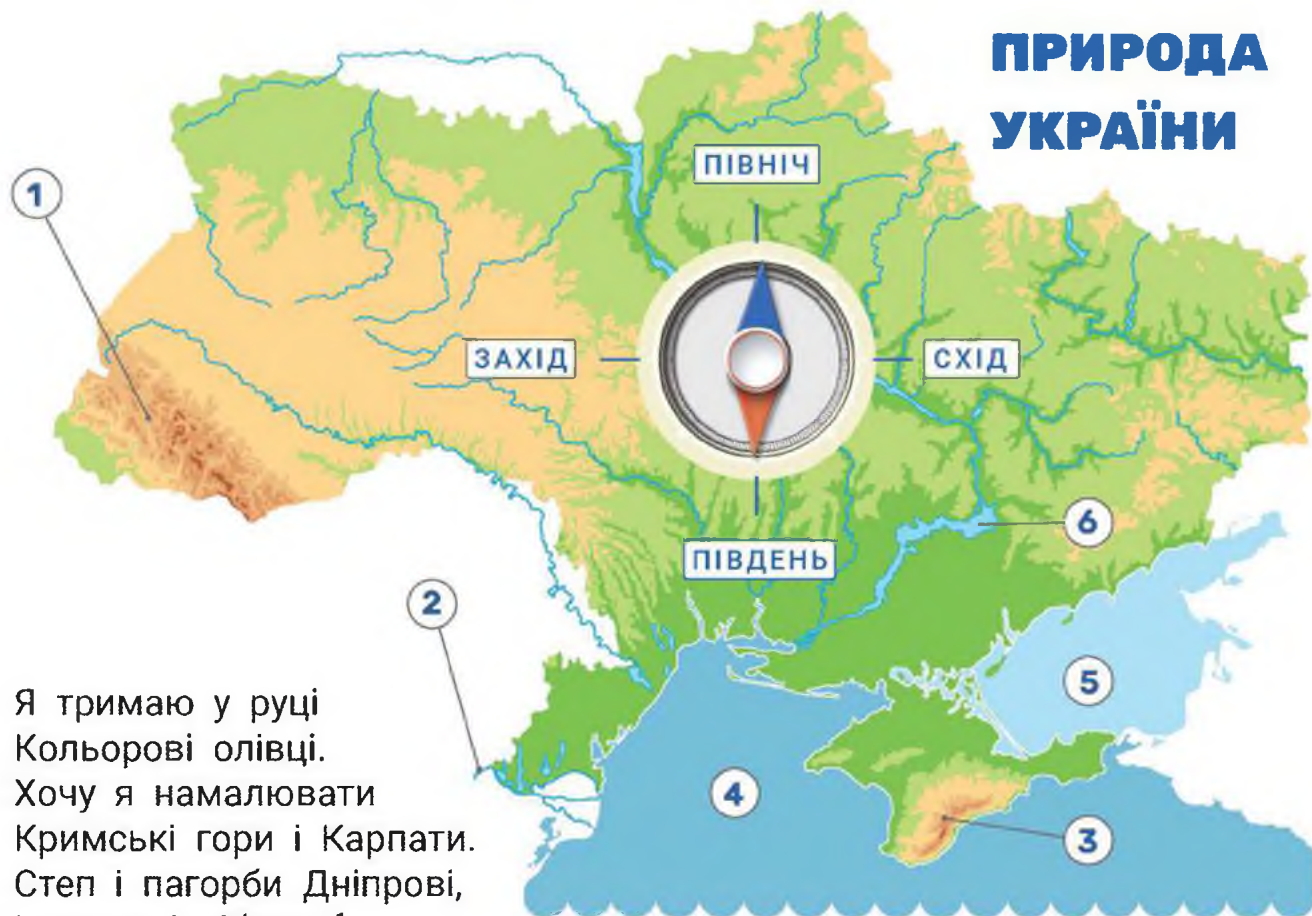 ПРИРОДА
УКРАЇНИ
1
ПІВНІЧ
ЗАХІД
СХІД
ПІВДЕНЬ
6
2
5
4
3
Я тримаю у руці
Кольорові олівці.
Хочу я намалювати
Кримські гори і Карпати.
Степ і пагорби Дніпрові,